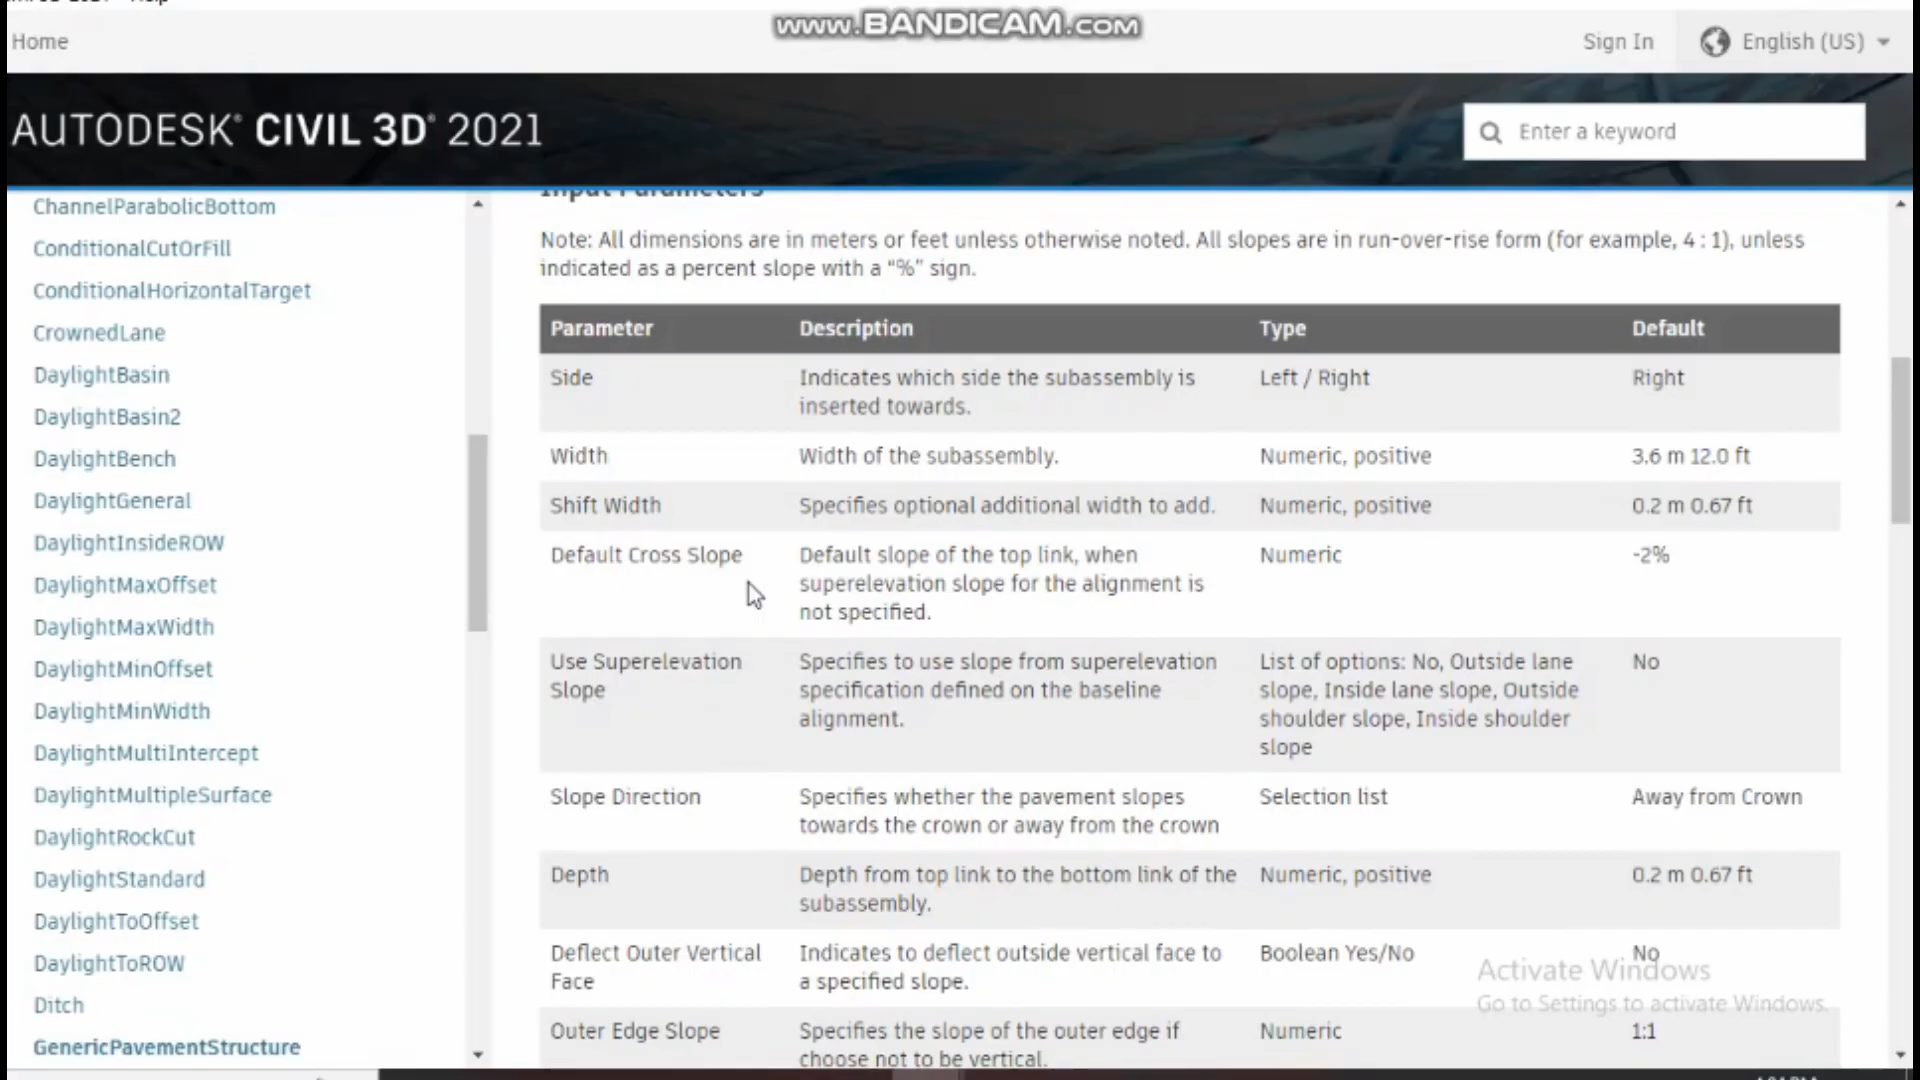 www.BANDICAM.com
Home
Sign In
English (US)
AUTODESK® CIVIL 3D® 2021
Enter a keyword
ChannelParabolicBottom
ConditionalCutOrFill
ConditionalHorizontalTarget
CrownedLane
DaylightBasin
DaylightBasin2
DaylightBench
DaylightGeneral
DaylightInsideROW
DaylightMaxOffset
DaylightMaxWidth
DaylightMinOffset
DaylightMinWidth
DaylightMultiIntercept
DaylightMultipleSurface
DaylightRockCut
DaylightStandard
DaylightToOffset
DaylightToROW
Ditch
GenericPavementStructure
Input Parameters
Note: All dimensions are in meters or feet unless otherwise noted. All slopes are in run-over-rise form (for example, 4 : 1), unless
indicated as a percent slope with a “%” sign.
Parameter Description Type Default
Side Indicates which side the subassembly is Left / Right Right
inserted towards.
Width Width of the subassembly. Numeric, positive 3.6 m 12.0 ft
Shift Width Specifies optional additional width to add. Numeric, positive 0.2 m 0.67 ft
Default Cross Slope Default slope of the top link, when Numeric -2%
superelevation slope for the alignment is
not specified.
Use Superelevation Specifies to use slope from superelevation List of options: No, Outside lane No
Slope specification defined on the baseline slope, Inside lane slope, Outside
alignment. shoulder slope, Inside shoulder
slope
Slope Direction Specifies whether the pavement slopes Selection list Away from Crown
towards the crown or away from the crown
Depth Depth from top link to the bottom link of the Numeric, positive 0.2 m 0.67 ft
subassembly.
Deflect Outer Vertical Indicates to deflect outside vertical face to Boolean Yes/No No
Face a specified slope.
Outer Edge Slope Specifies the slope of the outer edge if Numeric 1:1
choose not to be vertical.
Activate Windows
Go to Settings to activate Windows.